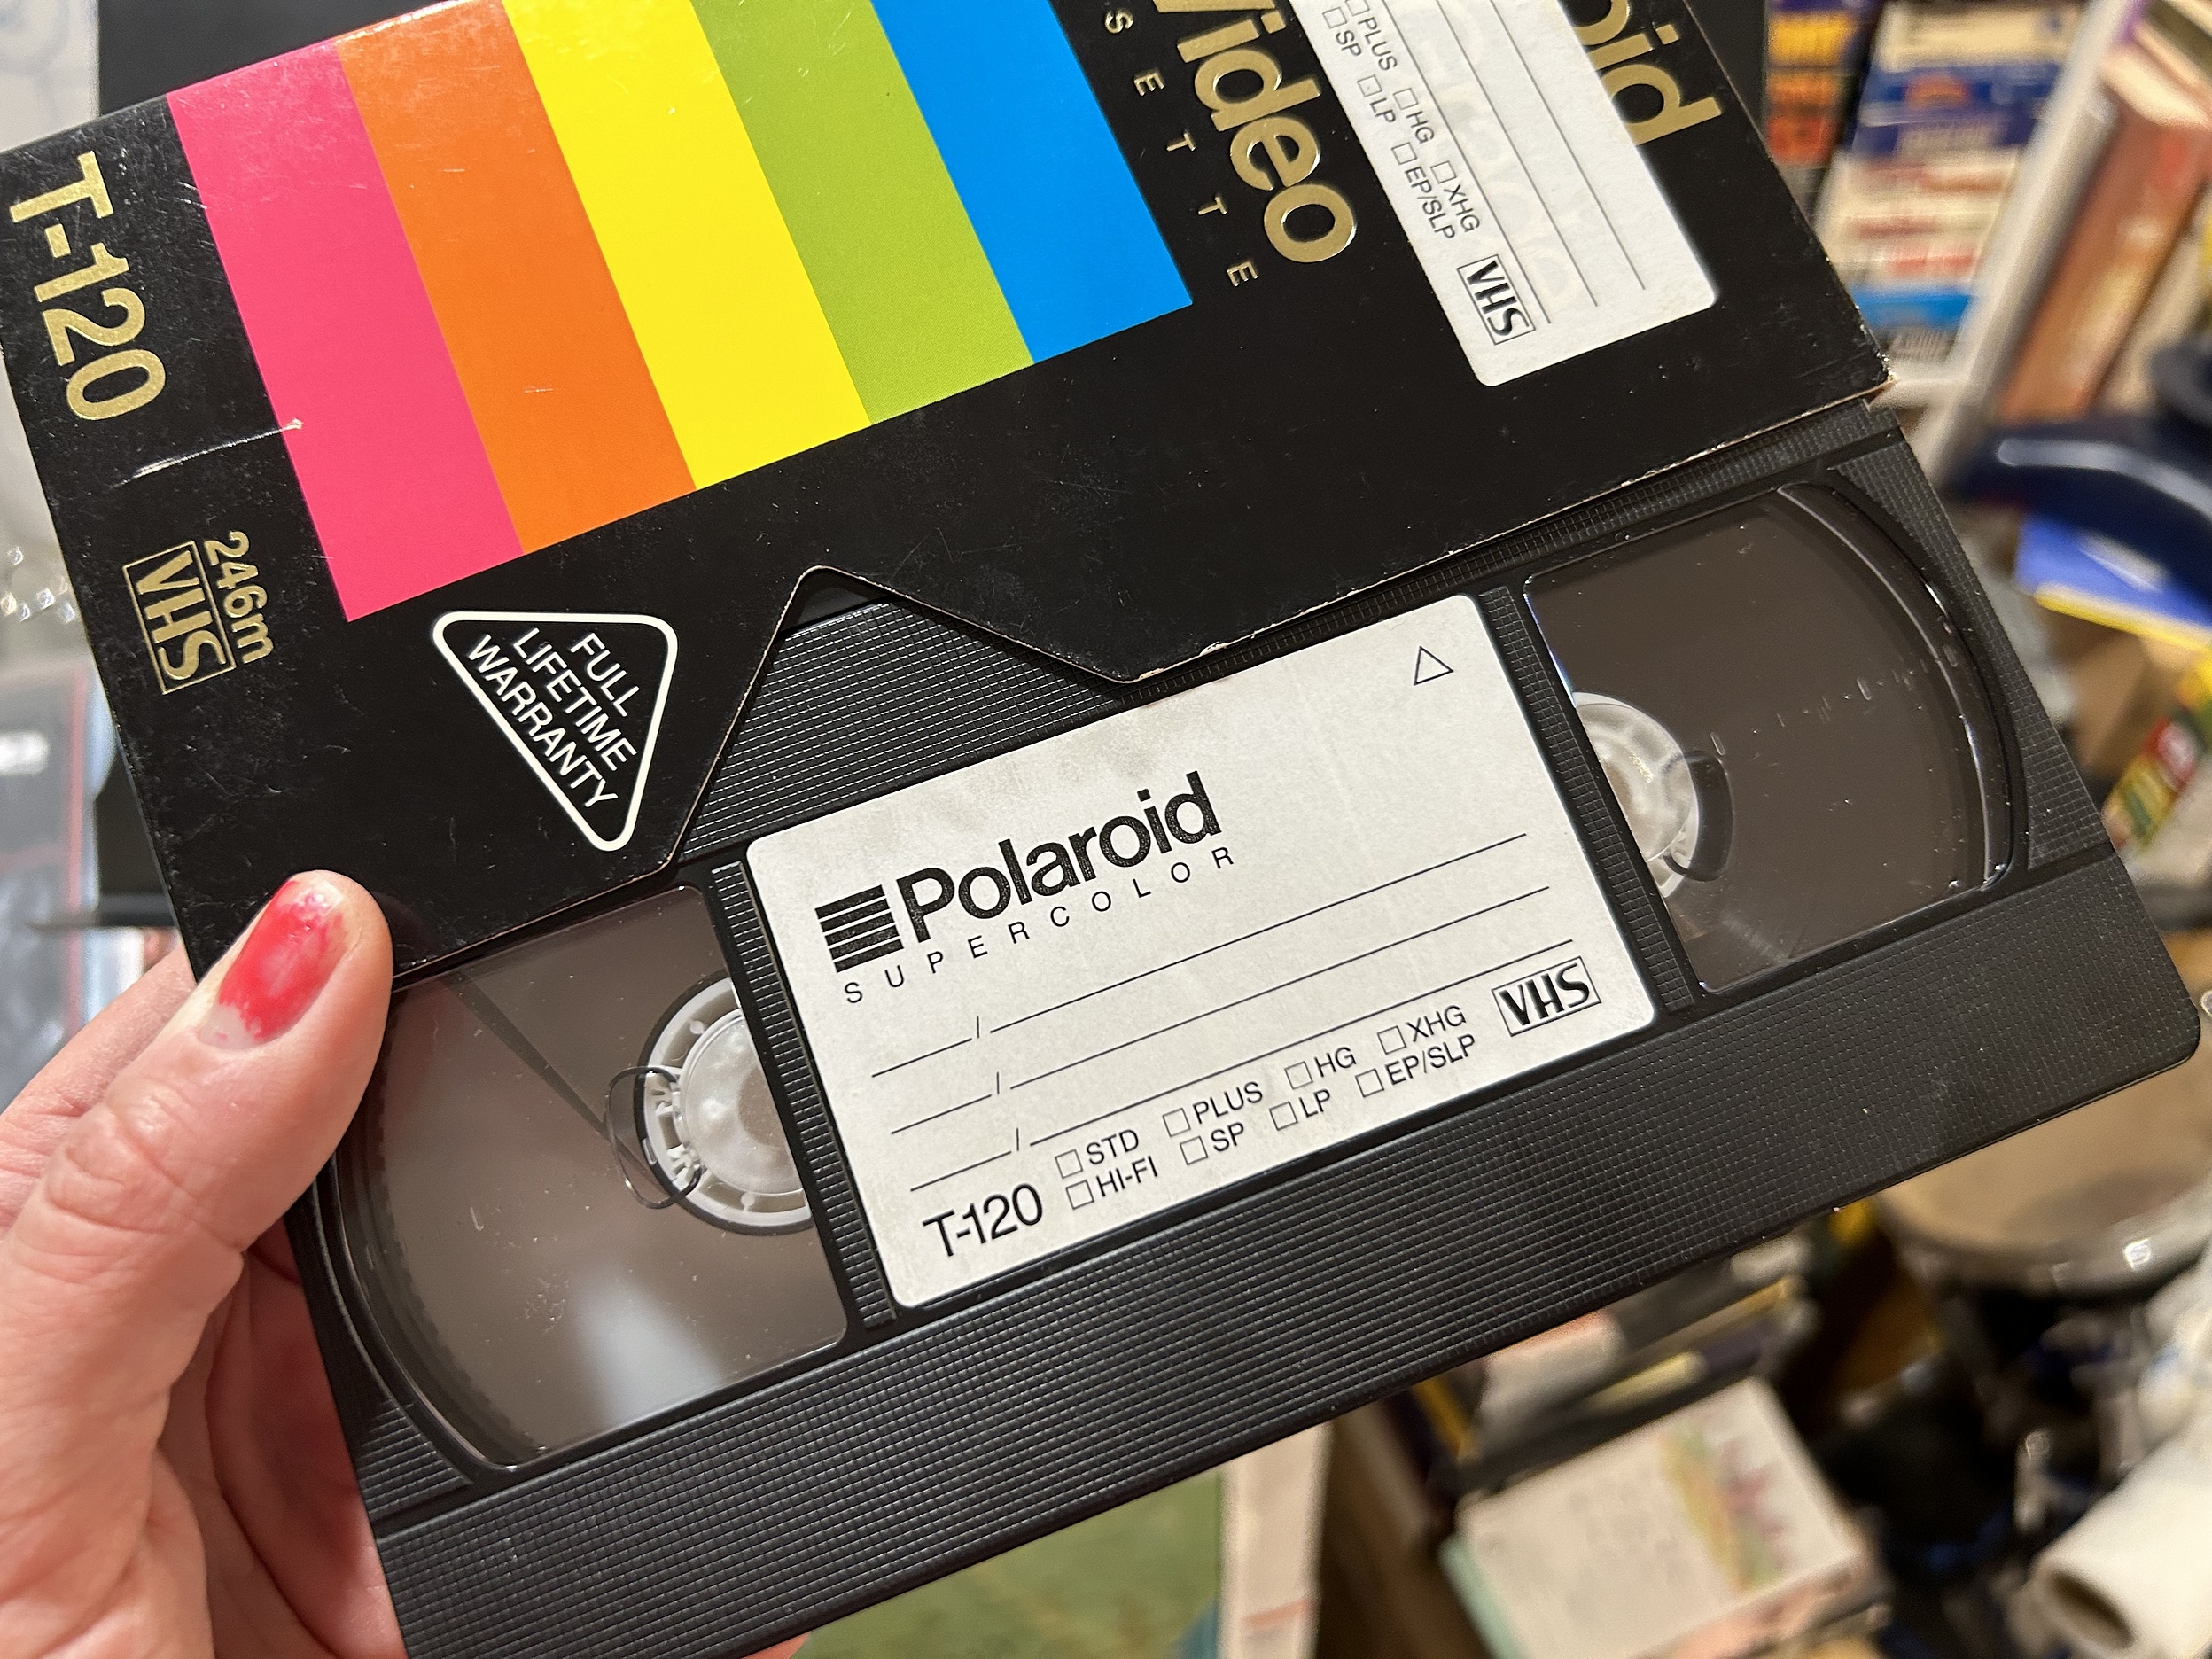 T-120
246m
VHS
FULL
LIFETIME
WARRANTY
Video
SETTE
PLUS HG XHG
SP LP EP/SLP
VHS
oid
Polaroid
SUPERCOLOR
/
/
/
T-120
STD PLUS HG XHG
HI-FI SP LP EP/SLP
VHS